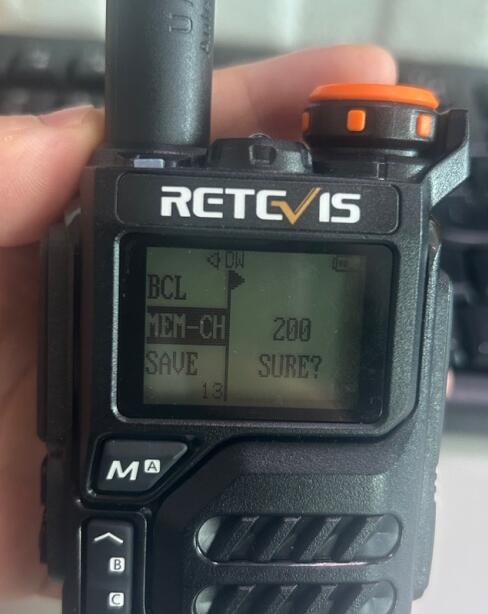 RETEVIS
DW
BCL
MEM-CH 200
SAVE SURE?
13
M A
B
C